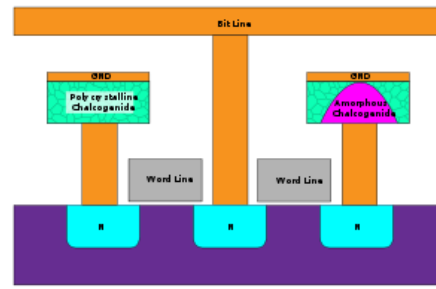 Bit Line
GND
GND
Polycrystalline
Chalcogenide
Amorphous
Chalcogenide
Word Line
Word Line
N
N
N